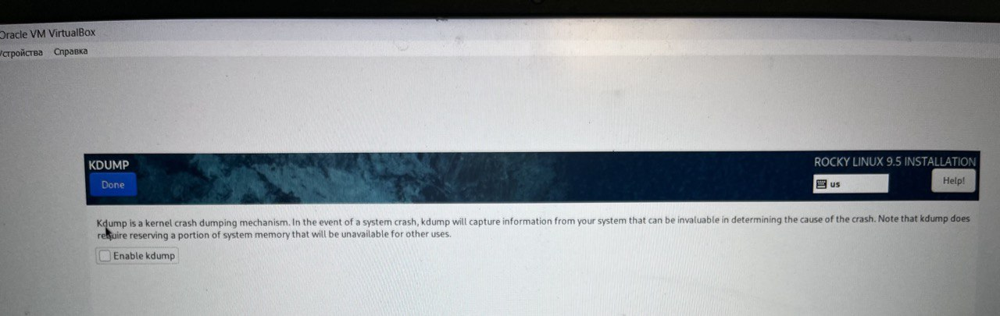 Oracle VM VirtualBox
Устройства Справка
KDUMP
ROCKY LINUX 9.5 INSTALLATION
Done
us
Help!
Kdump is a kernel crash dumping mechanism. In the event of a system crash, kdump will capture information from your system that can be invaluable in determining the cause of the crash. Note that kdump does
require reserving a portion of system memory that will be unavailable for other uses.
Enable kdump